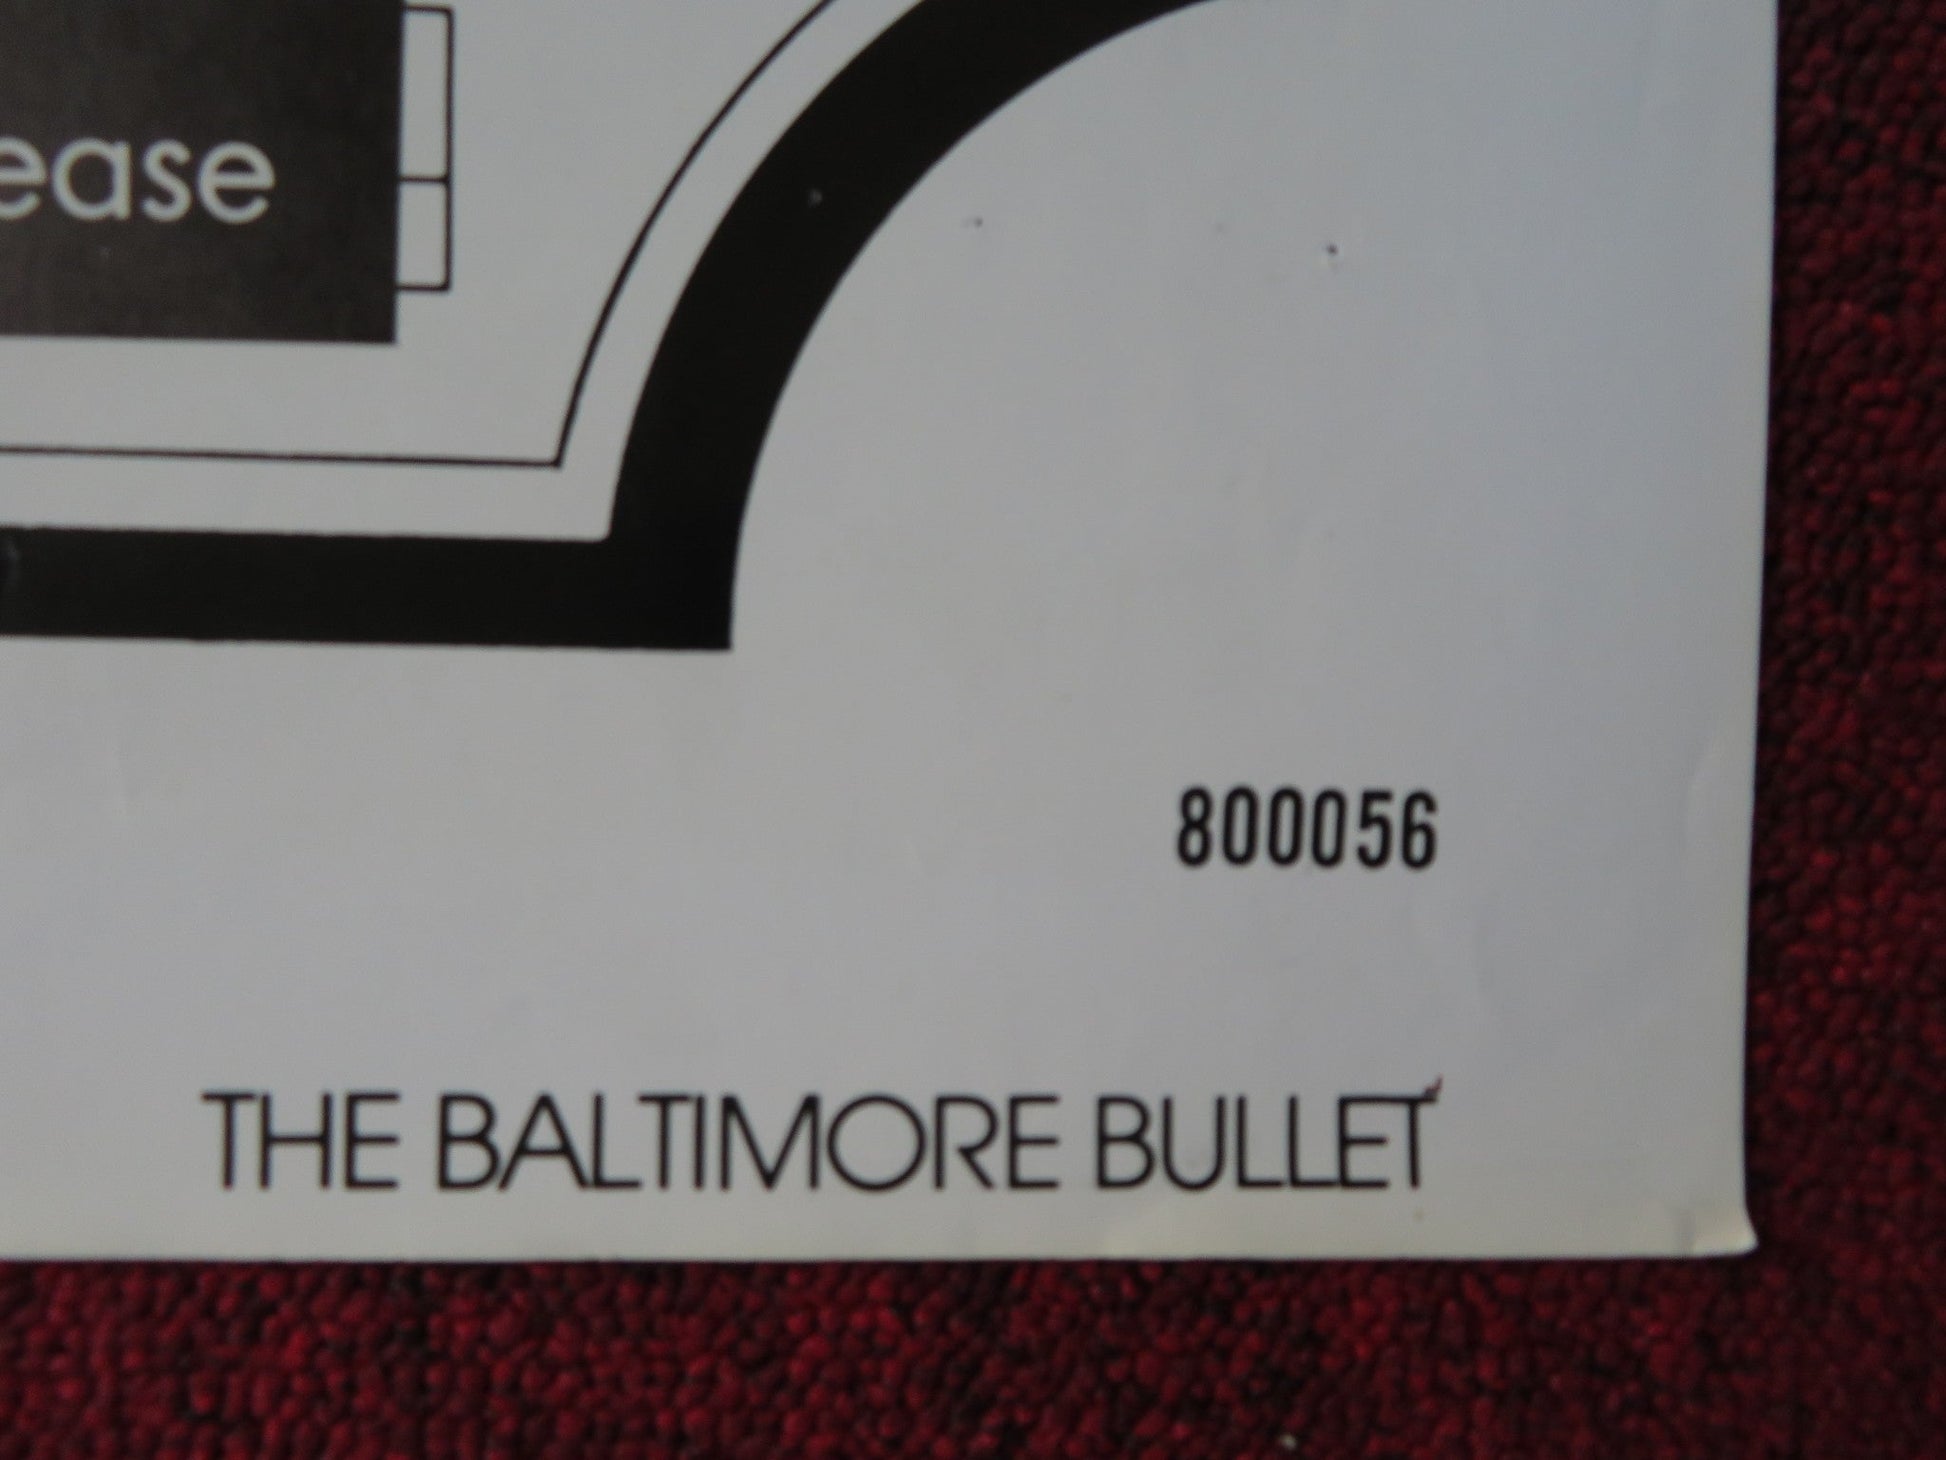 ease
800056
THE BALTIMORE BULLET